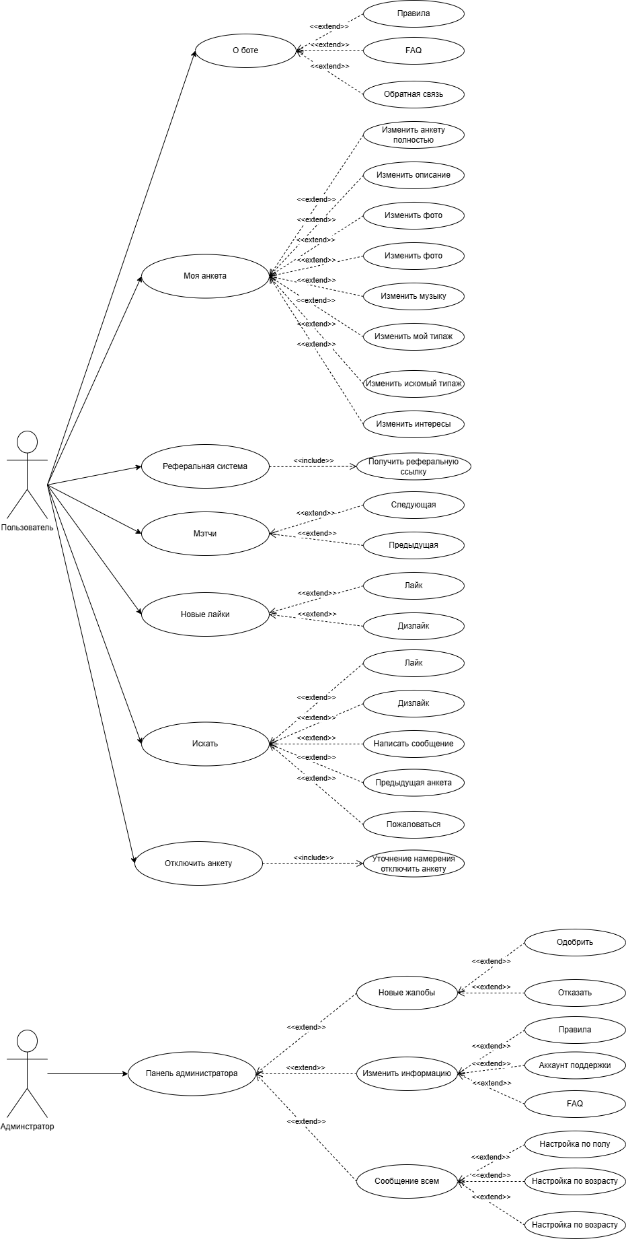 Правила
<<extend>>
О боте
<<extend>>
FAQ
<<extend>>
Обратная связь
Изменить анкету
полностью
Изменить описание
<<extend>>
Изменить фото
<<extend>>
<<extend>>
Изменить фото
<<extend>>
Моя анкета
<<extend>>
Изменить музыку
<<extend>>
<<extend>>
Изменить мой типаж
<<extend>>
Изменить искомый типаж
Изменить интересы
Реферальная система
<<include>>
Получить реферальную
ссылку
Пользователь
Следующая
<<extend>>
Мэтчи
<<extend>>
Предыдущая
Лайк
<<extend>>
Новые лайки
<<extend>>
Дизлайк
Лайк
<<extend>>
Дизлайк
<<extend>>
Искать
<<extend>>
Написать сообщение
<<extend>>
Предыдущая анкета
<<extend>>
Пожаловаться
Отключить анкету
<<include>>
Уточнение намерения
отключить анкету
Одобрить
<<extend>>
Новые жалобы
<<extend>>
Отказать
<<extend>>
Правила
<<extend>>
Панель администратора
<<extend>>
Изменить информацию
<<extend>>
Аккаунт поддержки
<<extend>>
FAQ
Админстратор
<<extend>>
Настройка по полу
<<extend>>
Сообщение всем
<<extend>>
Настройка по возрасту
<<extend>>
Настройка по возрасту